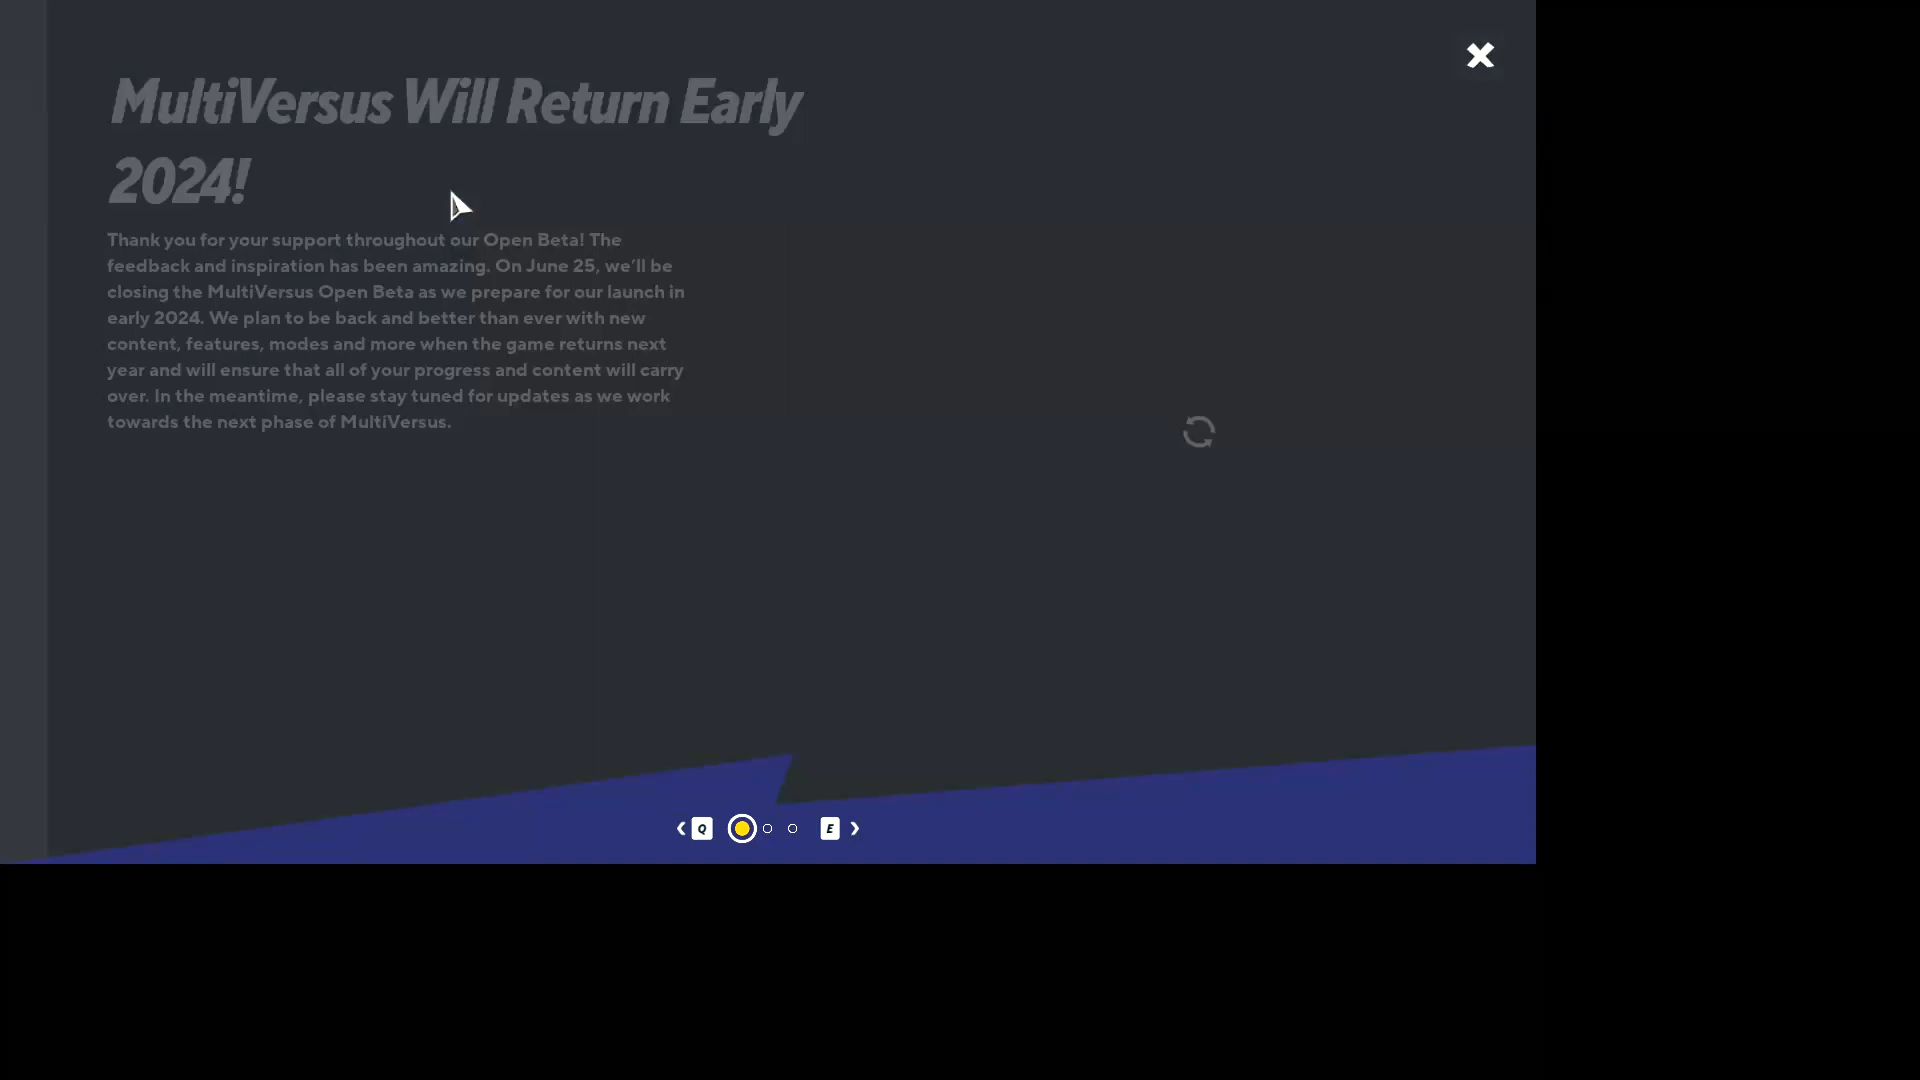 MultiVersus Will Return Early
2024!
Thank you for your support throughout our Open Beta! The
feedback and inspiration has been amazing. On June 25, we'll be
closing the MultiVersus Open Beta as we prepare for our launch in
early 2024. We plan to be back and better than ever with new
content, features, modes and more when the game returns next
year and will ensure that all of your progress and content will carry
over. In the meantime, please stay tuned for updates as we work
towards the next phase of MultiVersus.
Q E